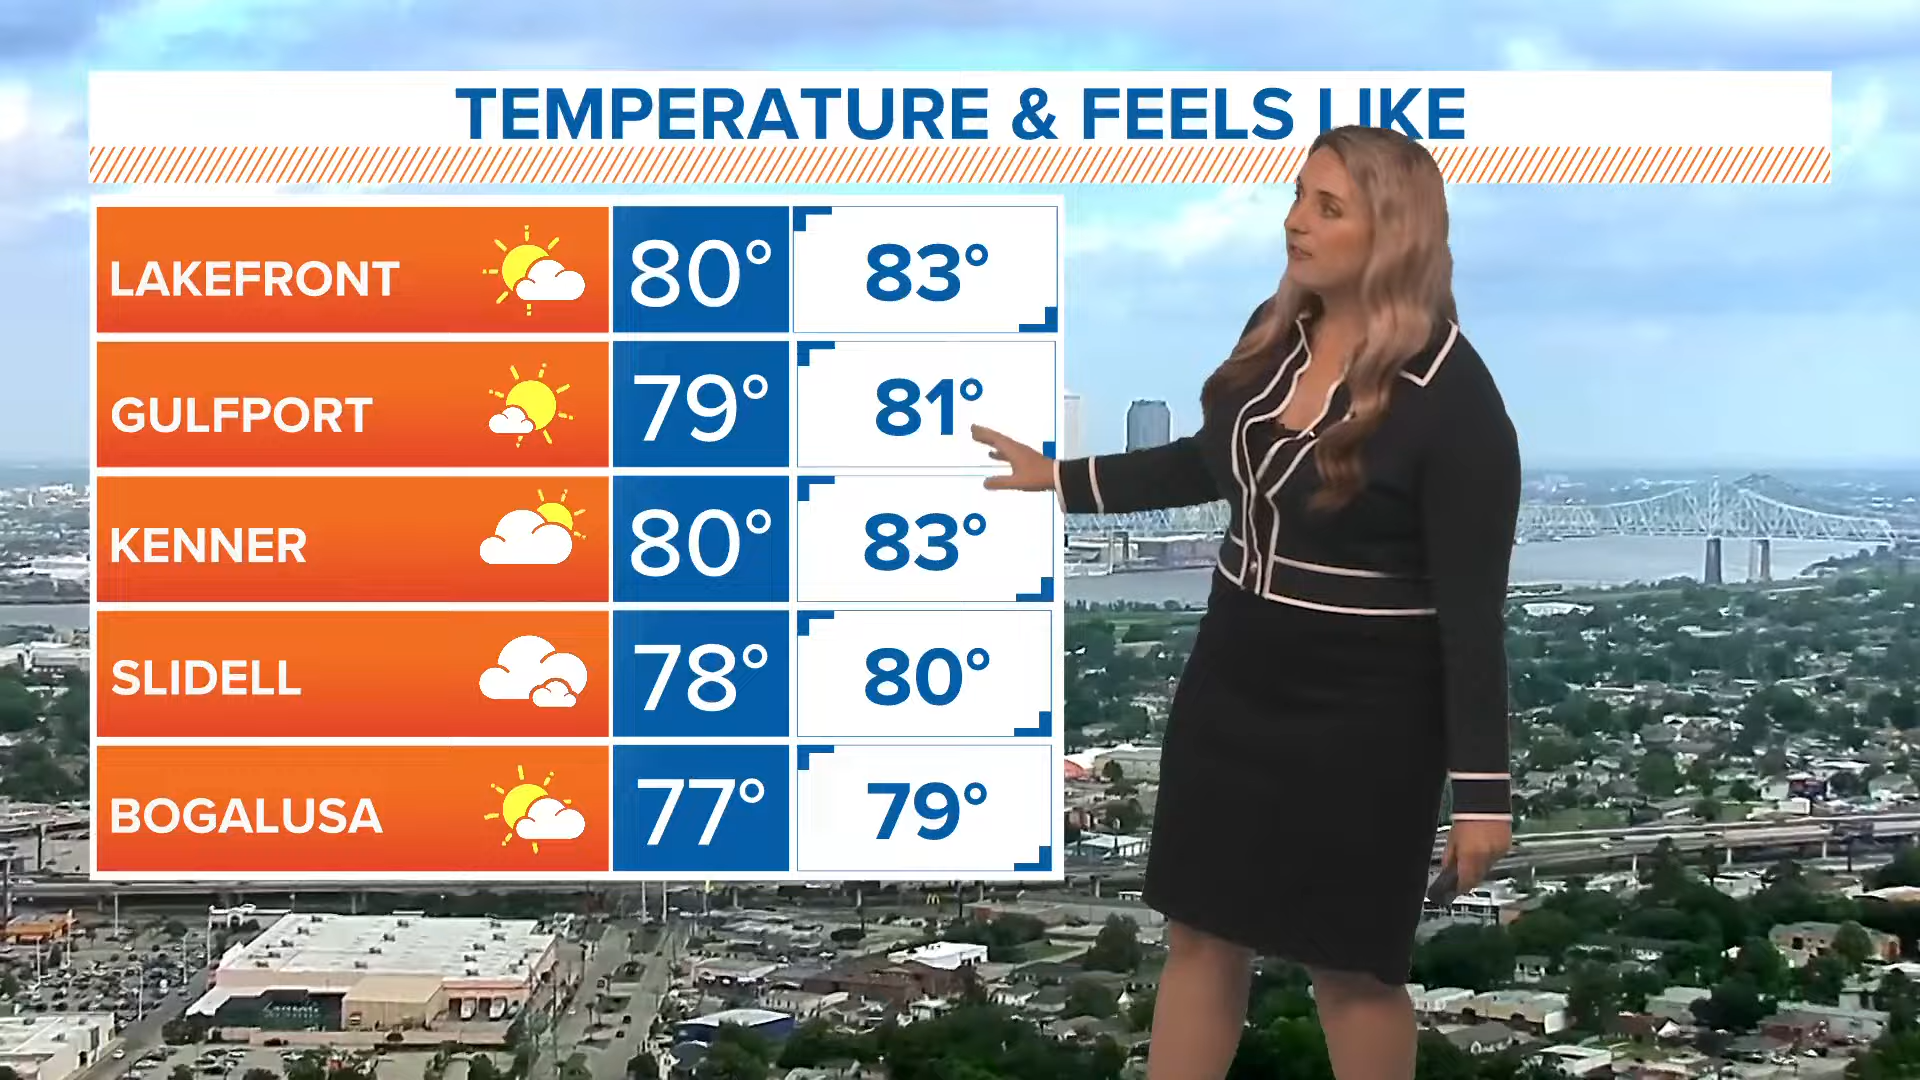 TEMPERATURE & FEELS LIKE
LAKEFRONT 80° 83°
GULFPORT 79° 81°
KENNER 80° 83°
SLIDELL 78° 80°
BOGALUSA 77° 79°